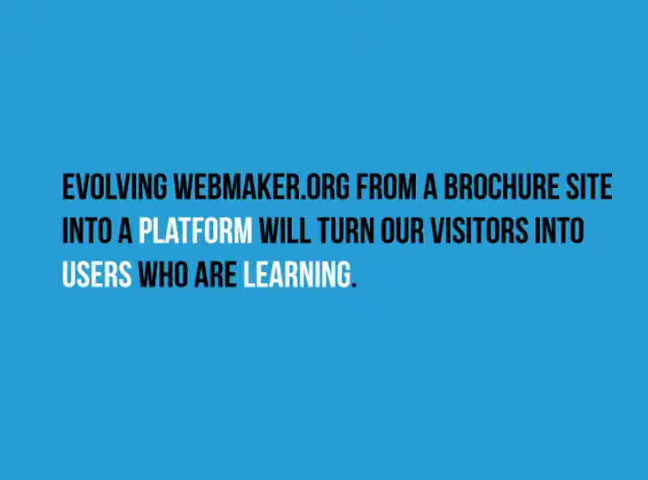 EVOLVING WEBMAKER.ORG FROM A BROCHURE SITE
INTO A PLATFORM WILL TURN OUR VISITORS INTO
USERS WHO ARE LEARNING.